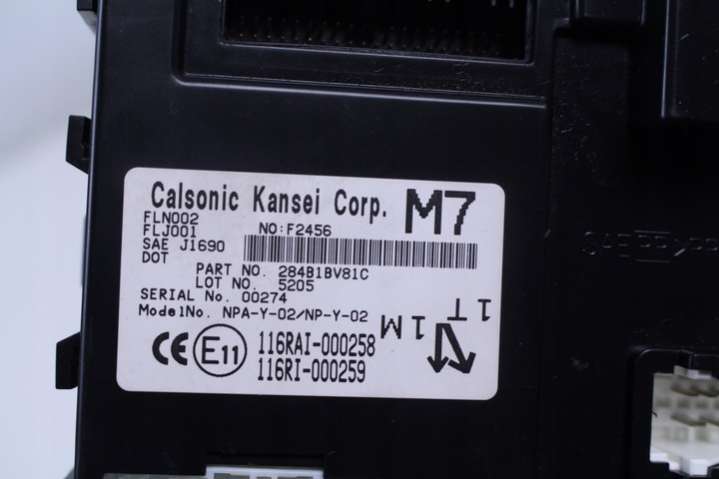 Calsonic Kansei Corp. M7
FLN002
FLJ001 NO:F2456
SAE J1690
DOT
PART NO. 284B1BV81C
LOT NO. 5205
SERIAL No. 00274
ModelNo. NPA-Y-02/NP-Y-02
1M
1T
CE E11 116RAI-000258
116RI-000259